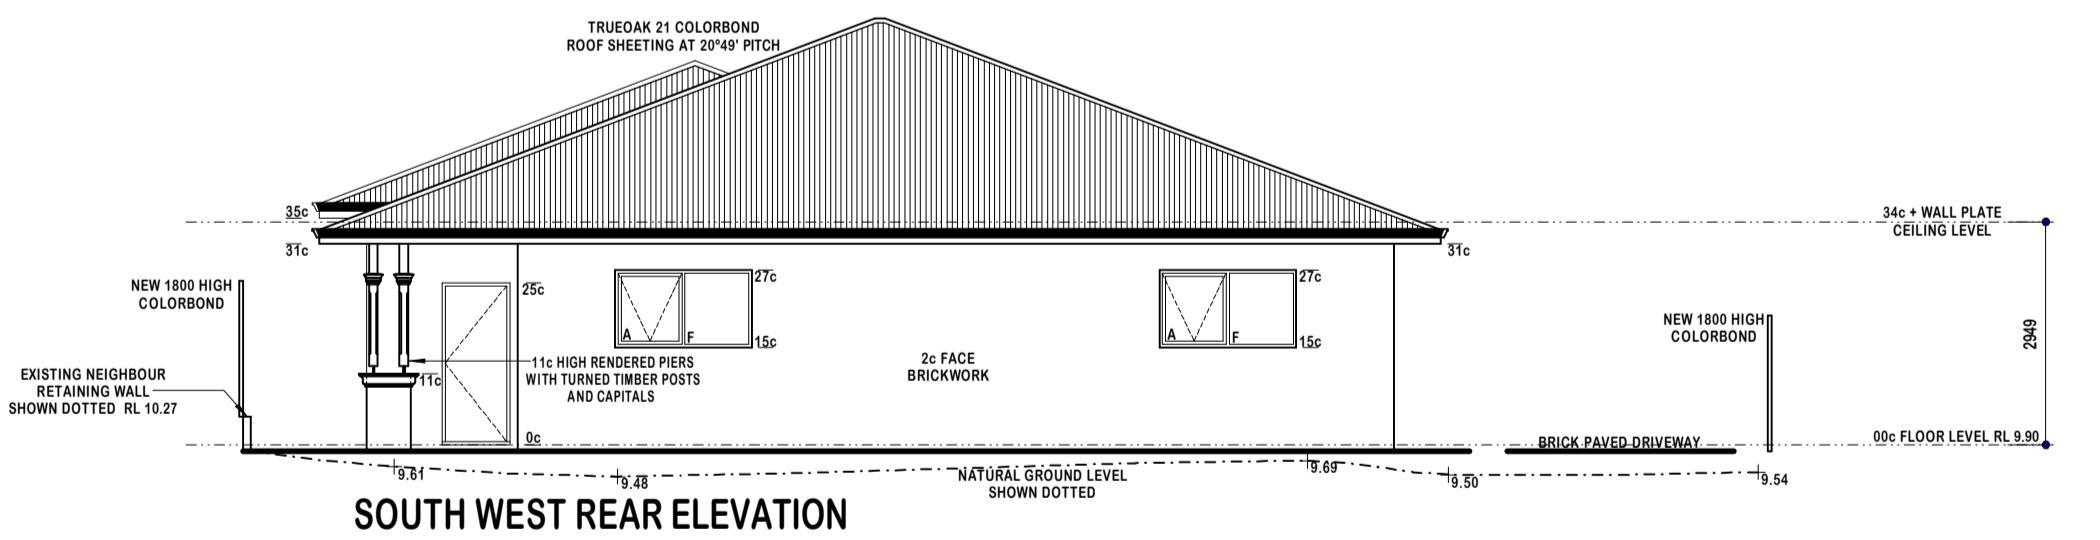 TRUEOAK 21 COLORBOND
ROOF SHEETING AT 20°49' PITCH
35c
31c
34c + WALL PLATE
CEILING LEVEL
31c
NEW 1800 HIGH
COLORBOND
25c
27c
15c
A
F
27c
15c
A
F
NEW 1800 HIGH
COLORBOND
2949
EXISTING NEIGHBOUR
RETAINING WALL
SHOWN DOTTED RL 10.27
11c
11c HIGH RENDERED PIERS
WITH TURNED TIMBER POSTS
AND CAPITALS
2c FACE
BRICKWORK
0c
BRICK PAVED DRIVEWAY
00c FLOOR LEVEL RL 9.90
9.61
9.48
NATURAL GROUND LEVEL
SHOWN DOTTED
9.69
9.50
9.54
SOUTH WEST REAR ELEVATION